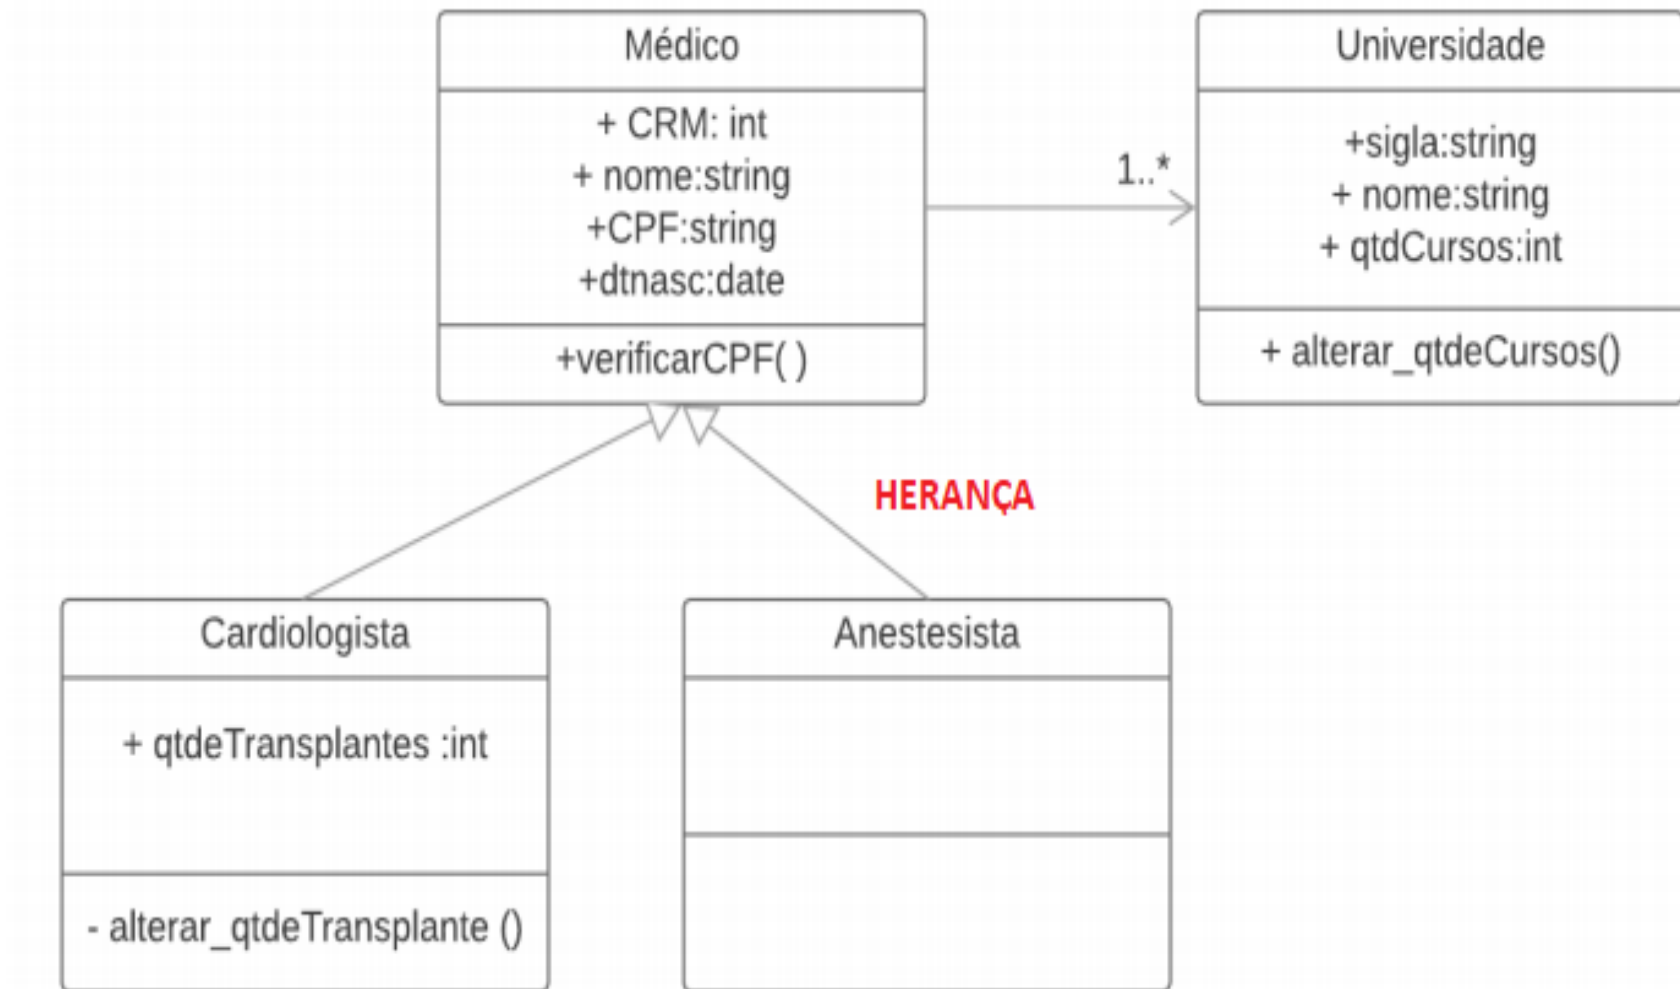 Médico
+ CRM: int
+ nome:string
+CPF:string
+dtnasc:date
+verificarCPF( )
1..*
Universidade
+sigla:string
+ nome:string
+ qtdCursos:int
+ alterar_qtdeCursos()
HERANÇA
Cardiologista
+ qtdeTransplantes :int
- alterar_qtdeTransplante ()
Anestesista